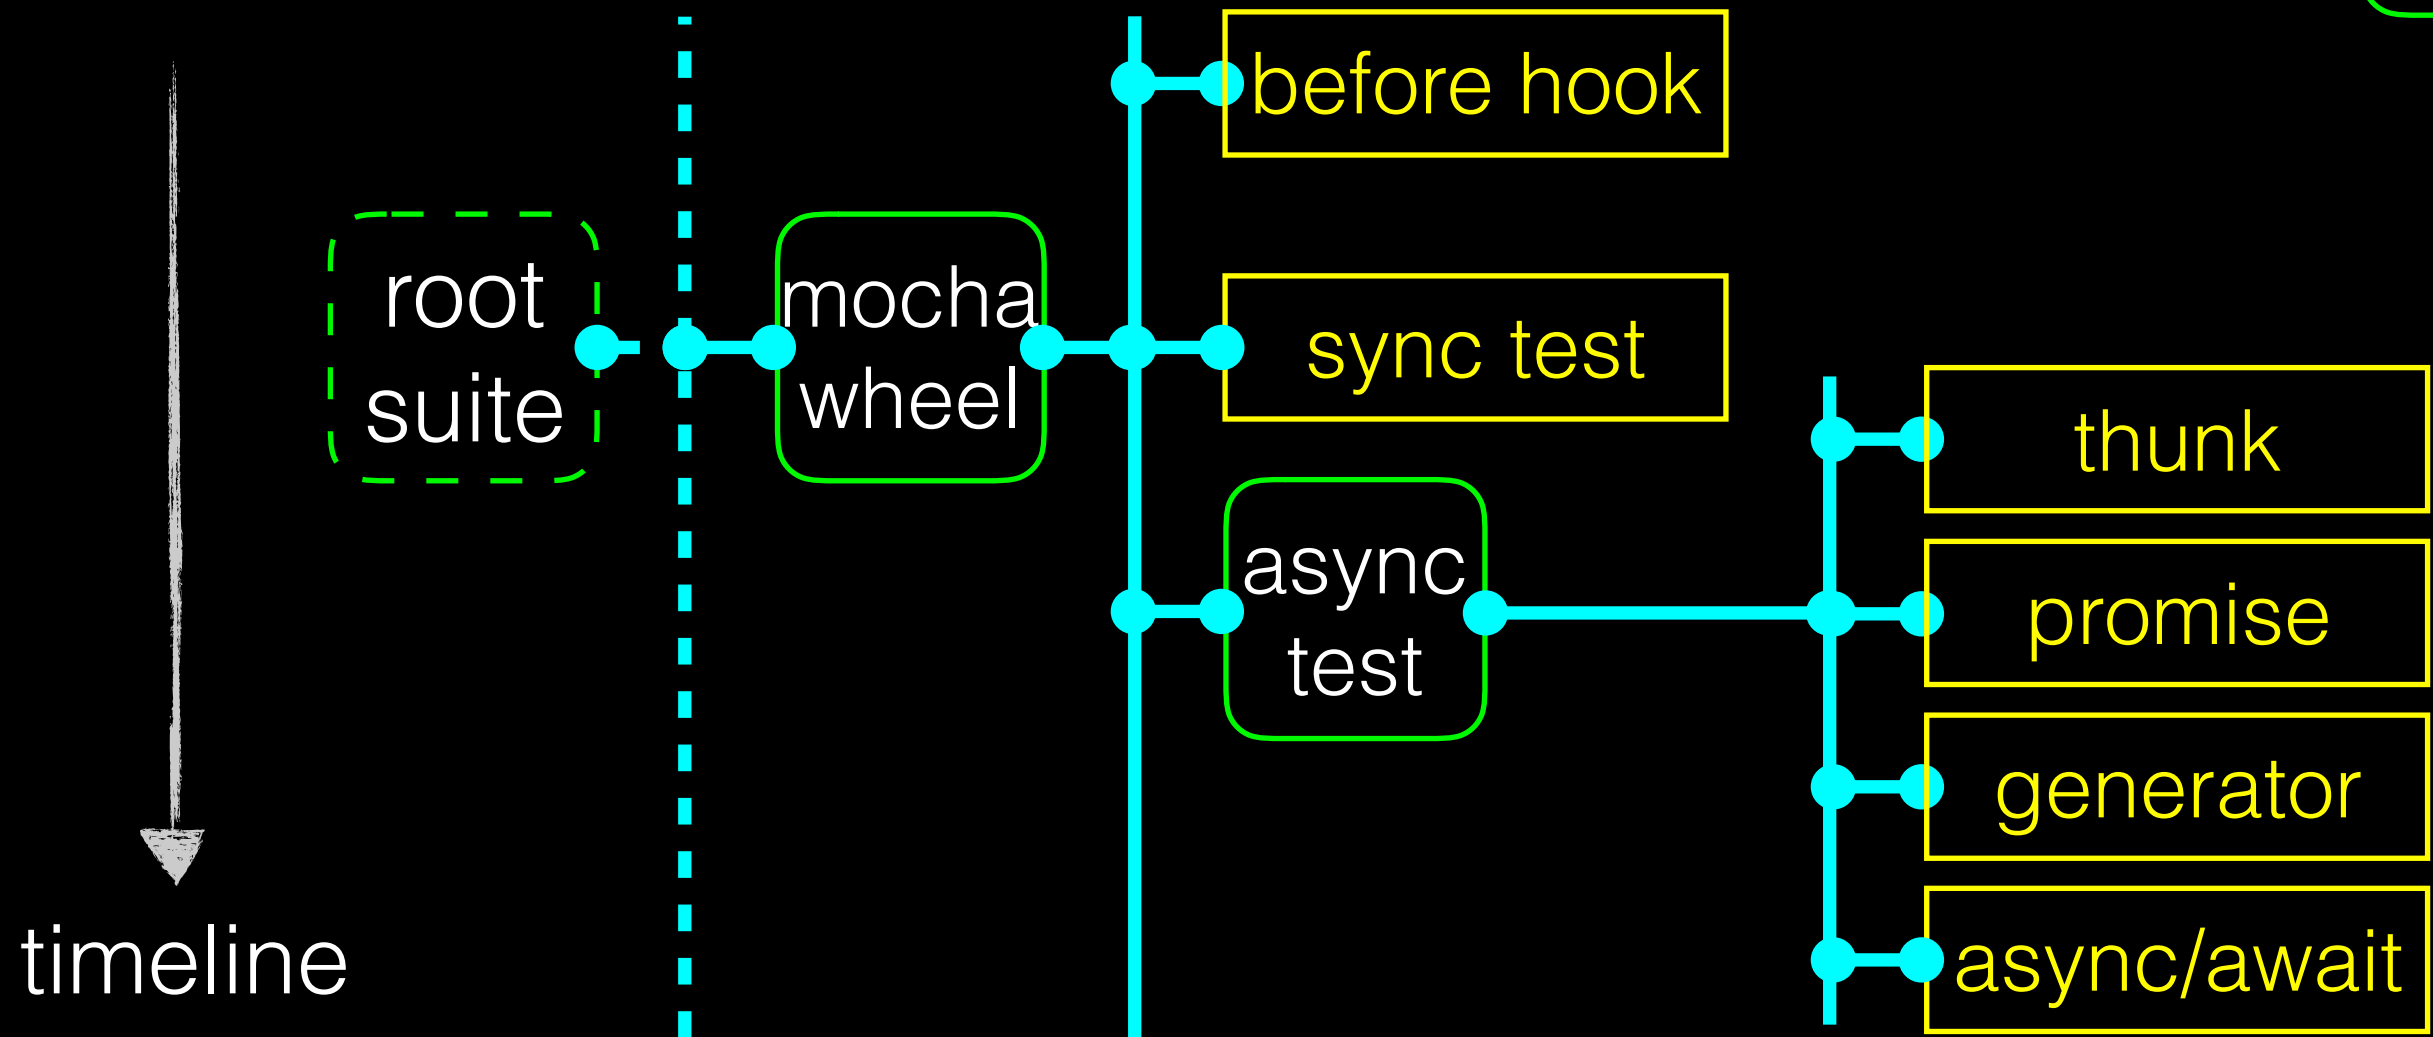 before hook
root
suite
mocha
wheel
sync test
async
test
thunk
promise
generator
async/await
timeline